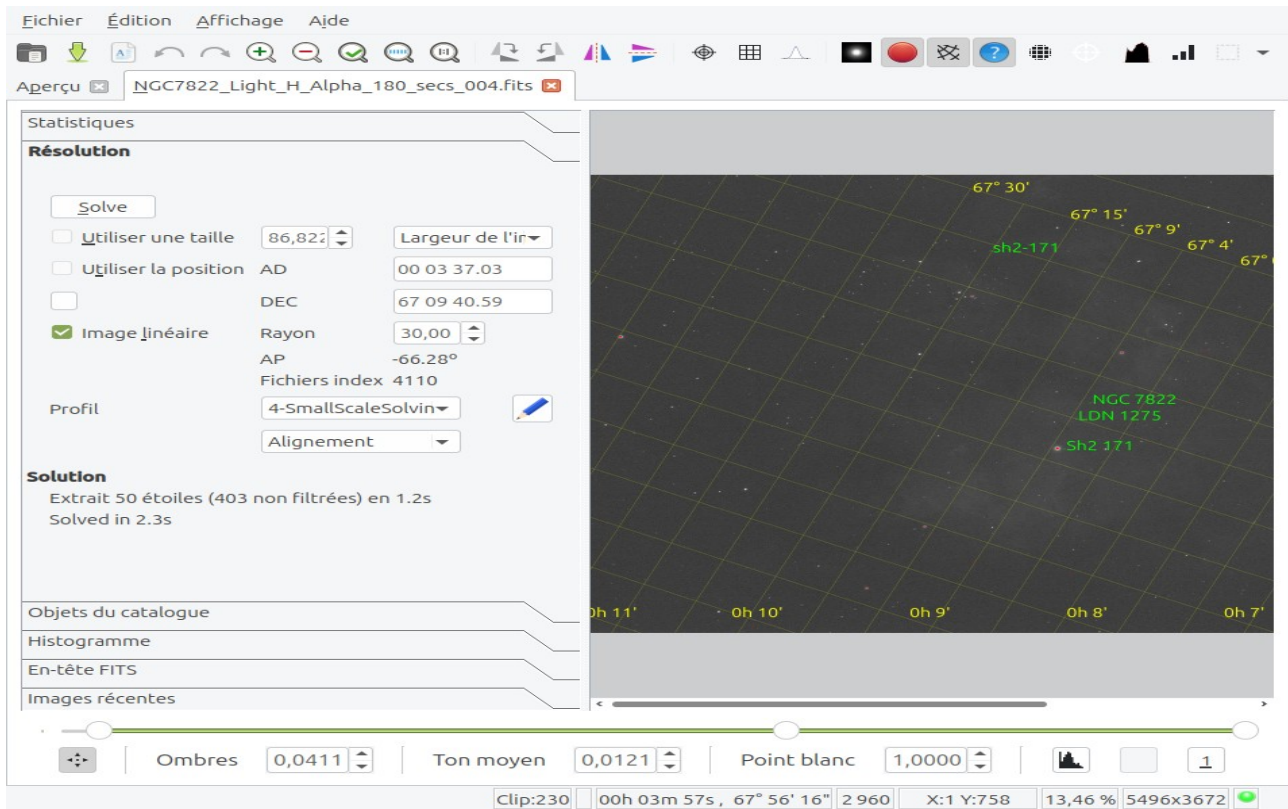 Fichier Édition Affichage Aide
Aperçu NGC7822_Light_H_Alpha_180_secs_004.fits
Statistiques
Résolution
Solve
Utiliser une taille 86,822 Largeur de l'ir
Utiliser la position AD 00 03 37.03
DEC 67 09 40.59
Image linéaire Rayon 30,00
AP -66.28º
Fichiers index 4110
Profil 4-SmallScaleSolvin
Alignement
Solution
Extrait 50 étoiles (403 non filtrées) en 1.2s
Solved in 2.3s
Objets du catalogue
Histogramme
En-tête FITS
Images récentes
67° 30'
67° 15'
67° 9'
67° 4'
67°
sh2-171
NGC 7822
LDN 1275
Sh2 171
0h 11' 0h 10' 0h 9' 0h 8' 0h 7'
Ombres 0,0411 Ton moyen 0,0121 Point blanc 1,0000 1
Clip:230 00h 03m 57s , 67° 56' 16" 2 960 X:1 Y:758 13,46 % 5496x3672